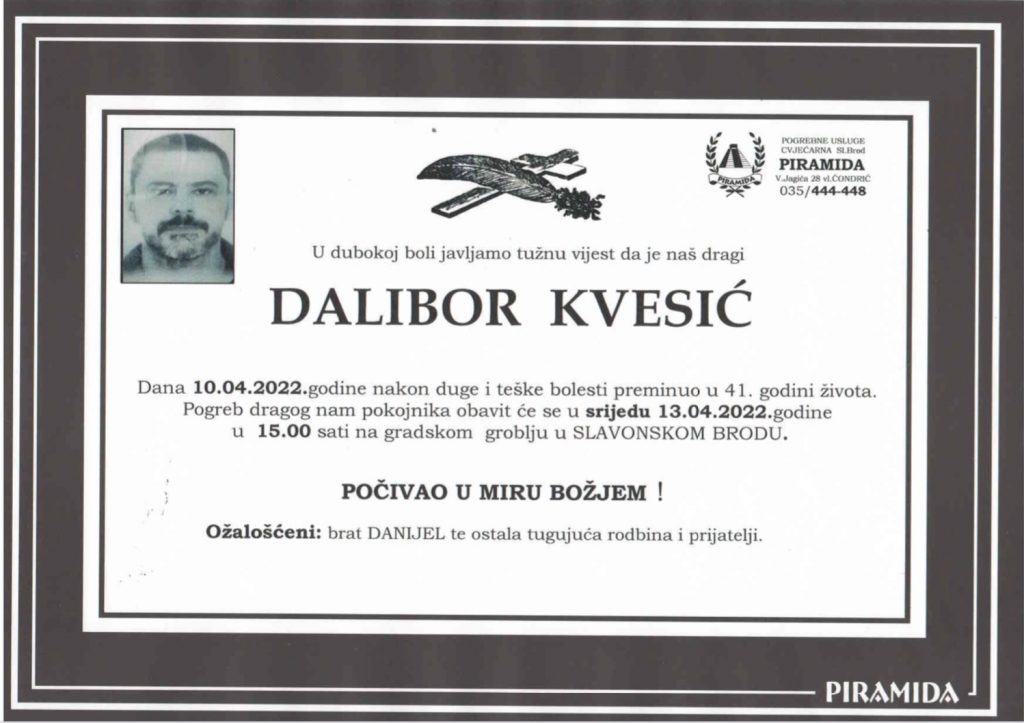 POGREBNE USLUGE
CVJEĆARNA Sl.Brod
PIRAMIDA
V.Jagića 28 vl.ČONDRIĆ
035/444-448
PIRAMIDA
U dubokoj boli javljamo tužnu vijest da je naš dragi
DALIBOR KVESIĆ
Dana 10.04.2022.godine nakon duge i teške bolesti preminuo u 41. godini života.
Pogreb dragog nam pokojnika obavit će se u srijedu 13.04.2022.godine
u 15.00 sati na gradskom groblju u SLAVONSKOM BRODU.
POČIVAO U MIRU BOŽJEM !
Ožalošćeni: brat DANIJEL te ostala tugujuća rodbina i prijatelji.
PIRAMIDA